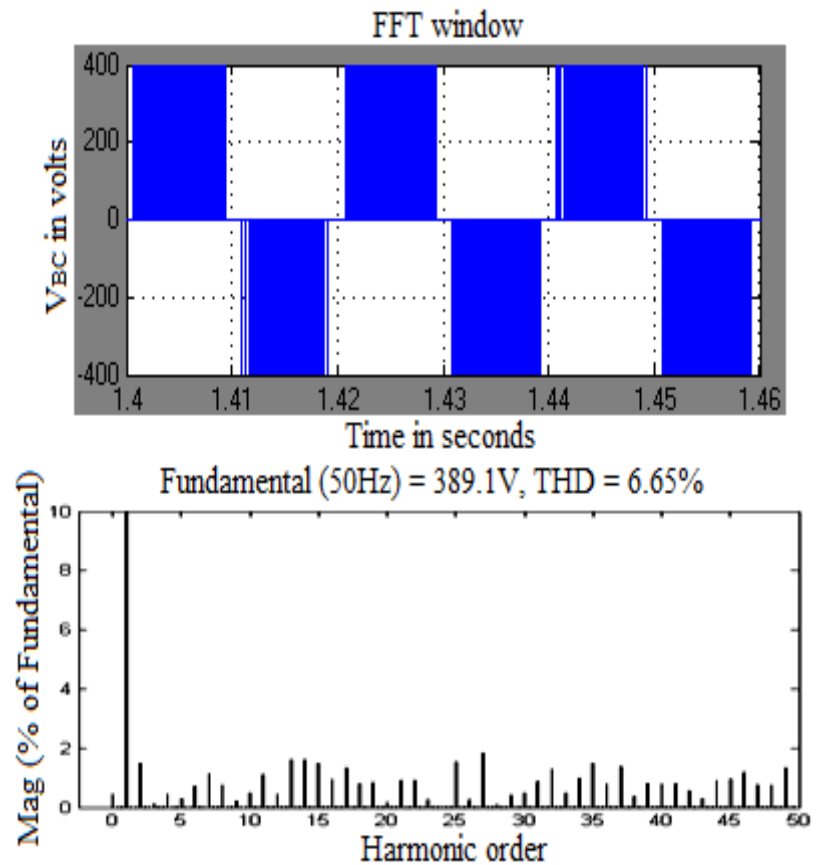 FFT window
400
200
0
-200
-400
VBC in volts
1.4 1.41 1.42 1.43 1.44 1.45 1.46
Time in seconds
Fundamental (50Hz) = 389.1V, THD = 6.65%
10
8
6
4
2
0
Mag (% of Fundamental)
0 5 10 15 20 25 30 35 40 45 50
Harmonic order